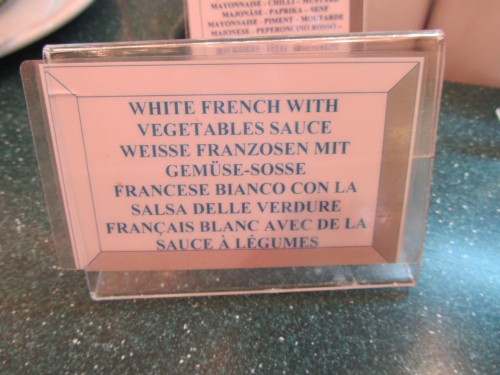 MAYONNAISE - CHILLI - MUSTARD
MAJONÄSE - PAPRIKA - SENF
MAYONNAISE - PIMENT - MOUTARDE
MAIONESE - PEPERONCINO ROSSO -
WHITE FRENCH WITH
VEGETABLES SAUCE
WEISSE FRANZOSEN MIT
GEMÜSE-SOSSE
FRANCESE BIANCO CON LA
SALSA DELLE VERDURE
FRANÇAIS BLANC AVEC DE LA
SAUCE À LÉGUMES